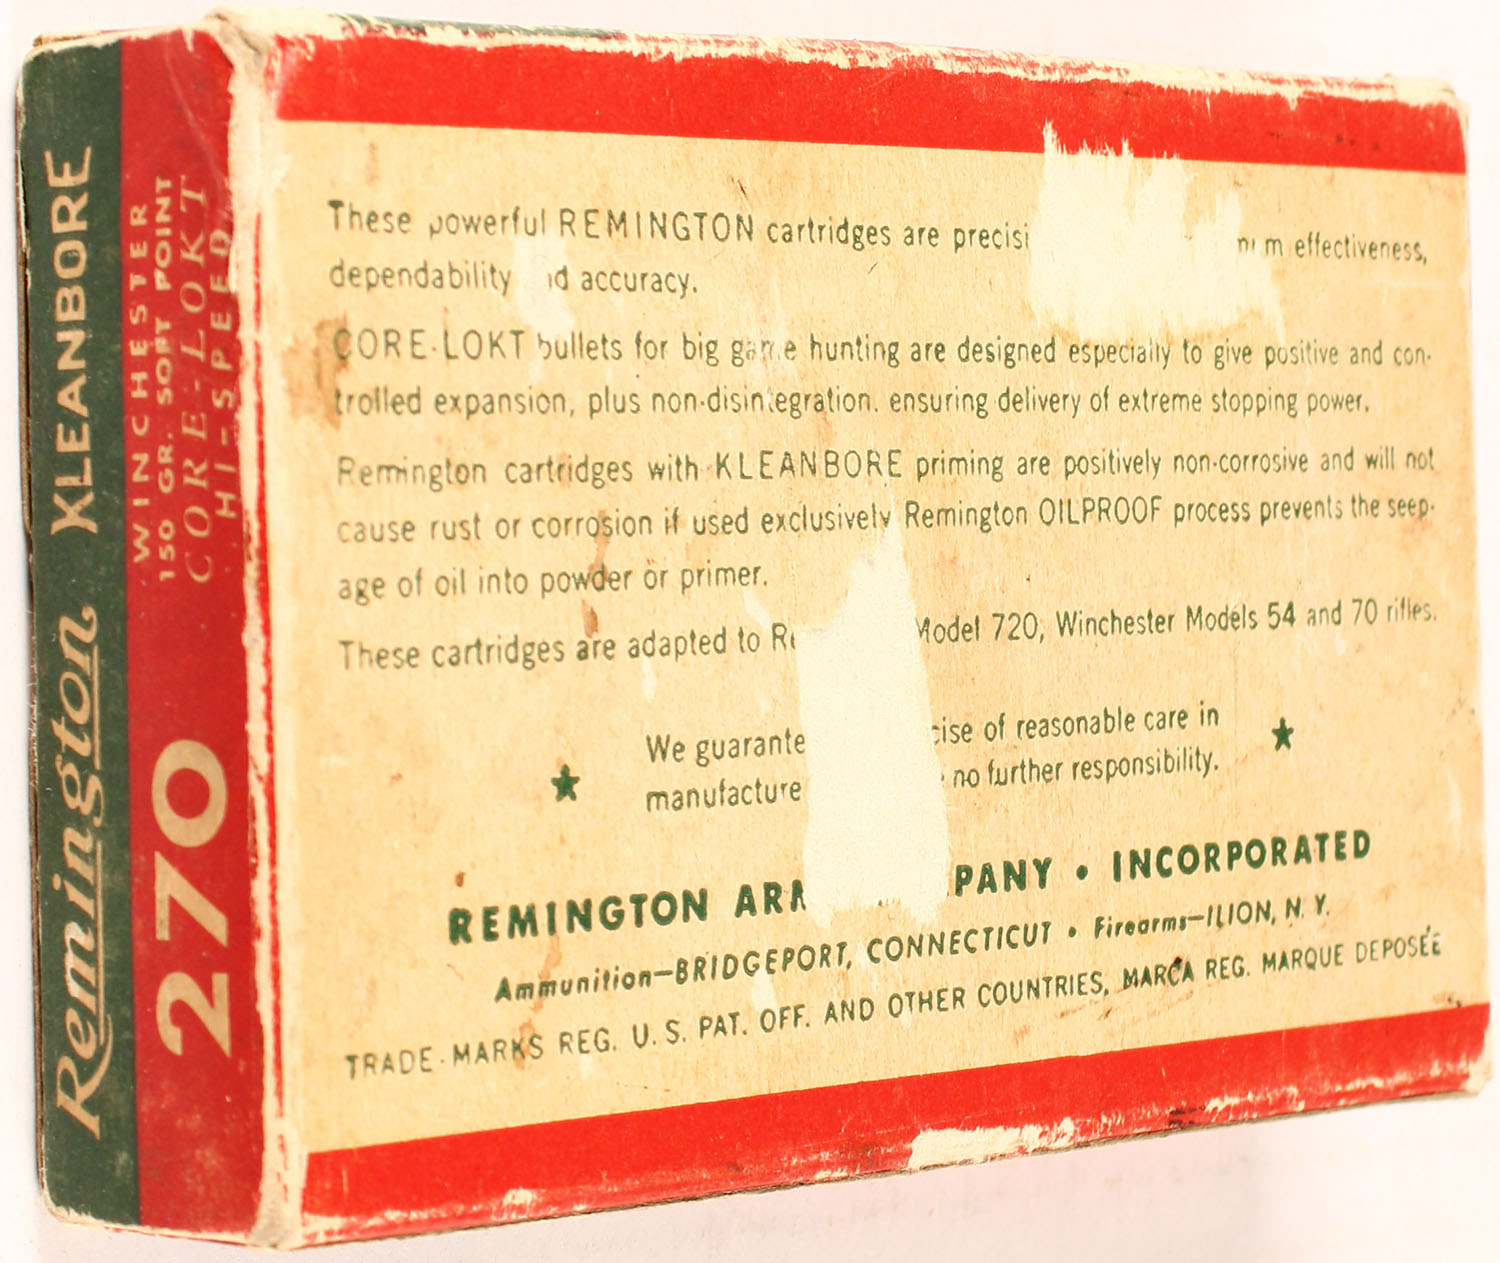 Remington KLEANBORE
270 WINCHESTER
150 GR. SOFT POINT
CORE-LOKT
HI-SPEED
These powerful REMINGTON cartridges are precisi effectiveness,
dependability accuracy.
CORE-LOKT bullets for big game hunting are designed especially to give positive and con-
trolled expansion, plus non-disintegration. ensuring delivery of extreme stopping power.
Remington cartridges with KLEANBORE priming are positively non-corrosive and will not
cause rust or corrosion if used exclusively Remington OILPROOF process prevents the seep-
age of oil into powder or primer.
These cartridges are adapted to Model 720, Winchester Models 54 and 70 rifles.
We guarante cise of reasonable care in
manufacture no further responsibility.
REMINGTON ARM PANY • INCORPORATED
Ammunition—BRIDGEPORT, CONNECTICUT • Firearms—ILION, N. Y.
TRADE-MARKS REG. U. S. PAT. OFF. AND OTHER COUNTRIES, MARCA REG. MARQUE DEPOSÉE